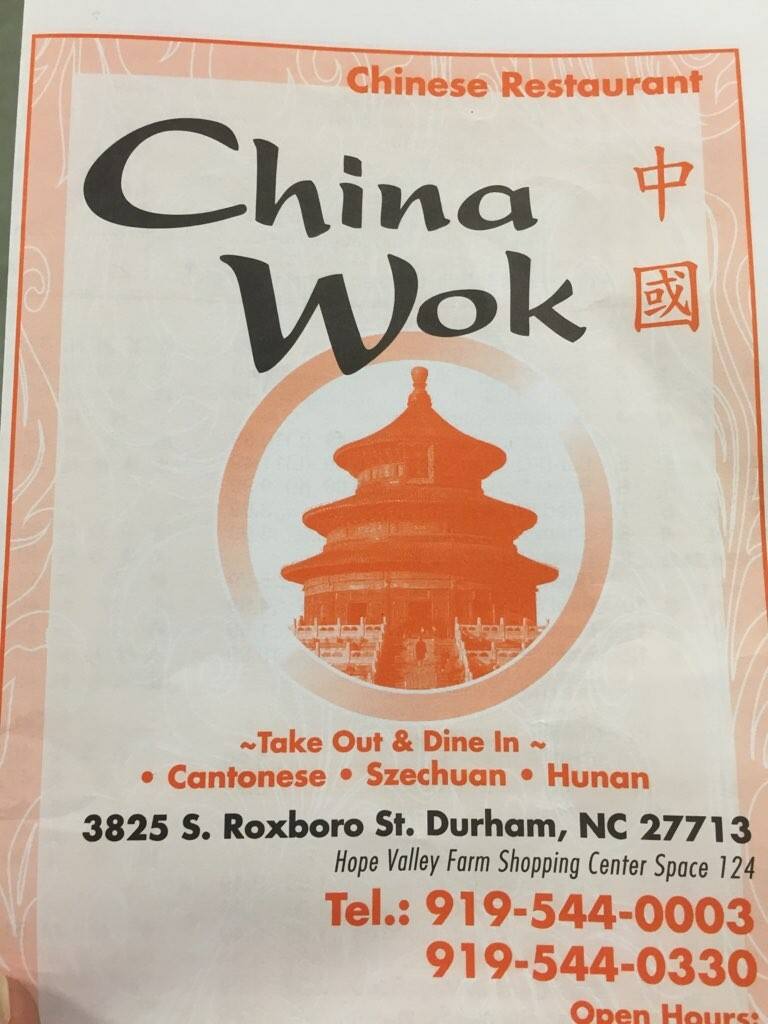 Chinese Restaurant
China
Wok
中
國
~Take Out & Dine In ~
• Cantonese • Szechuan • Hunan
3825 S. Roxboro St. Durham, NC 27713
Hope Valley Farm Shopping Center Space 124
Tel.: 919-544-0003
919-544-0330
Open Hours: